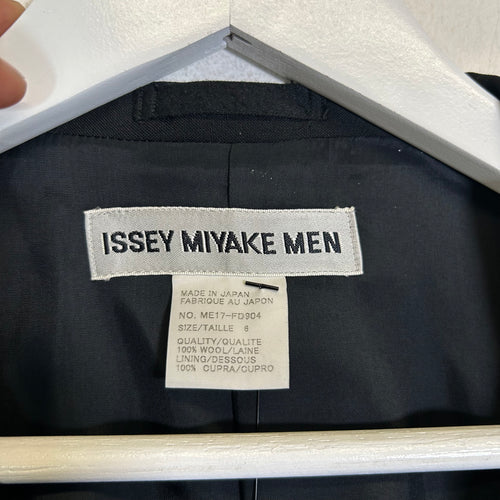 ISSEY MIYAKE MEN
MADE IN JAPAN
FABRIQUE AU JAPON
NO. ME17-FD904
SIZE/TAILLE 6
QUALITY/QUALITE
100% WOOL/LAINE
LINING/DESSOUS
100% CUPRA/CUPRO